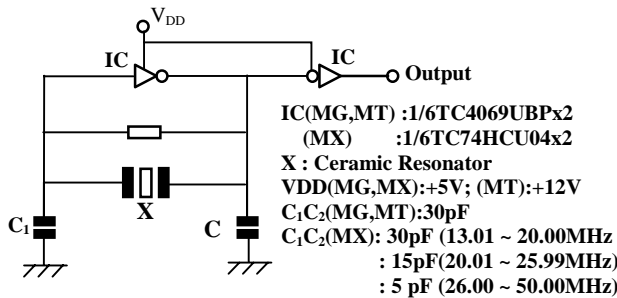 VDD
IC
IC
Output
IC(MG,MT) :1/6TC4069UBPx2
(MX) :1/6TC74HCU04x2
X : Ceramic Resonator
VDD(MG,MX):+5V; (MT):+12V
C1C2(MG,MT):30pF
C1C2(MX): 30pF (13.01 ~ 20.00MHz
: 15pF(20.01 ~ 25.99MHz)
: 5 pF (26.00 ~ 50.00MHz)
X
C1
C